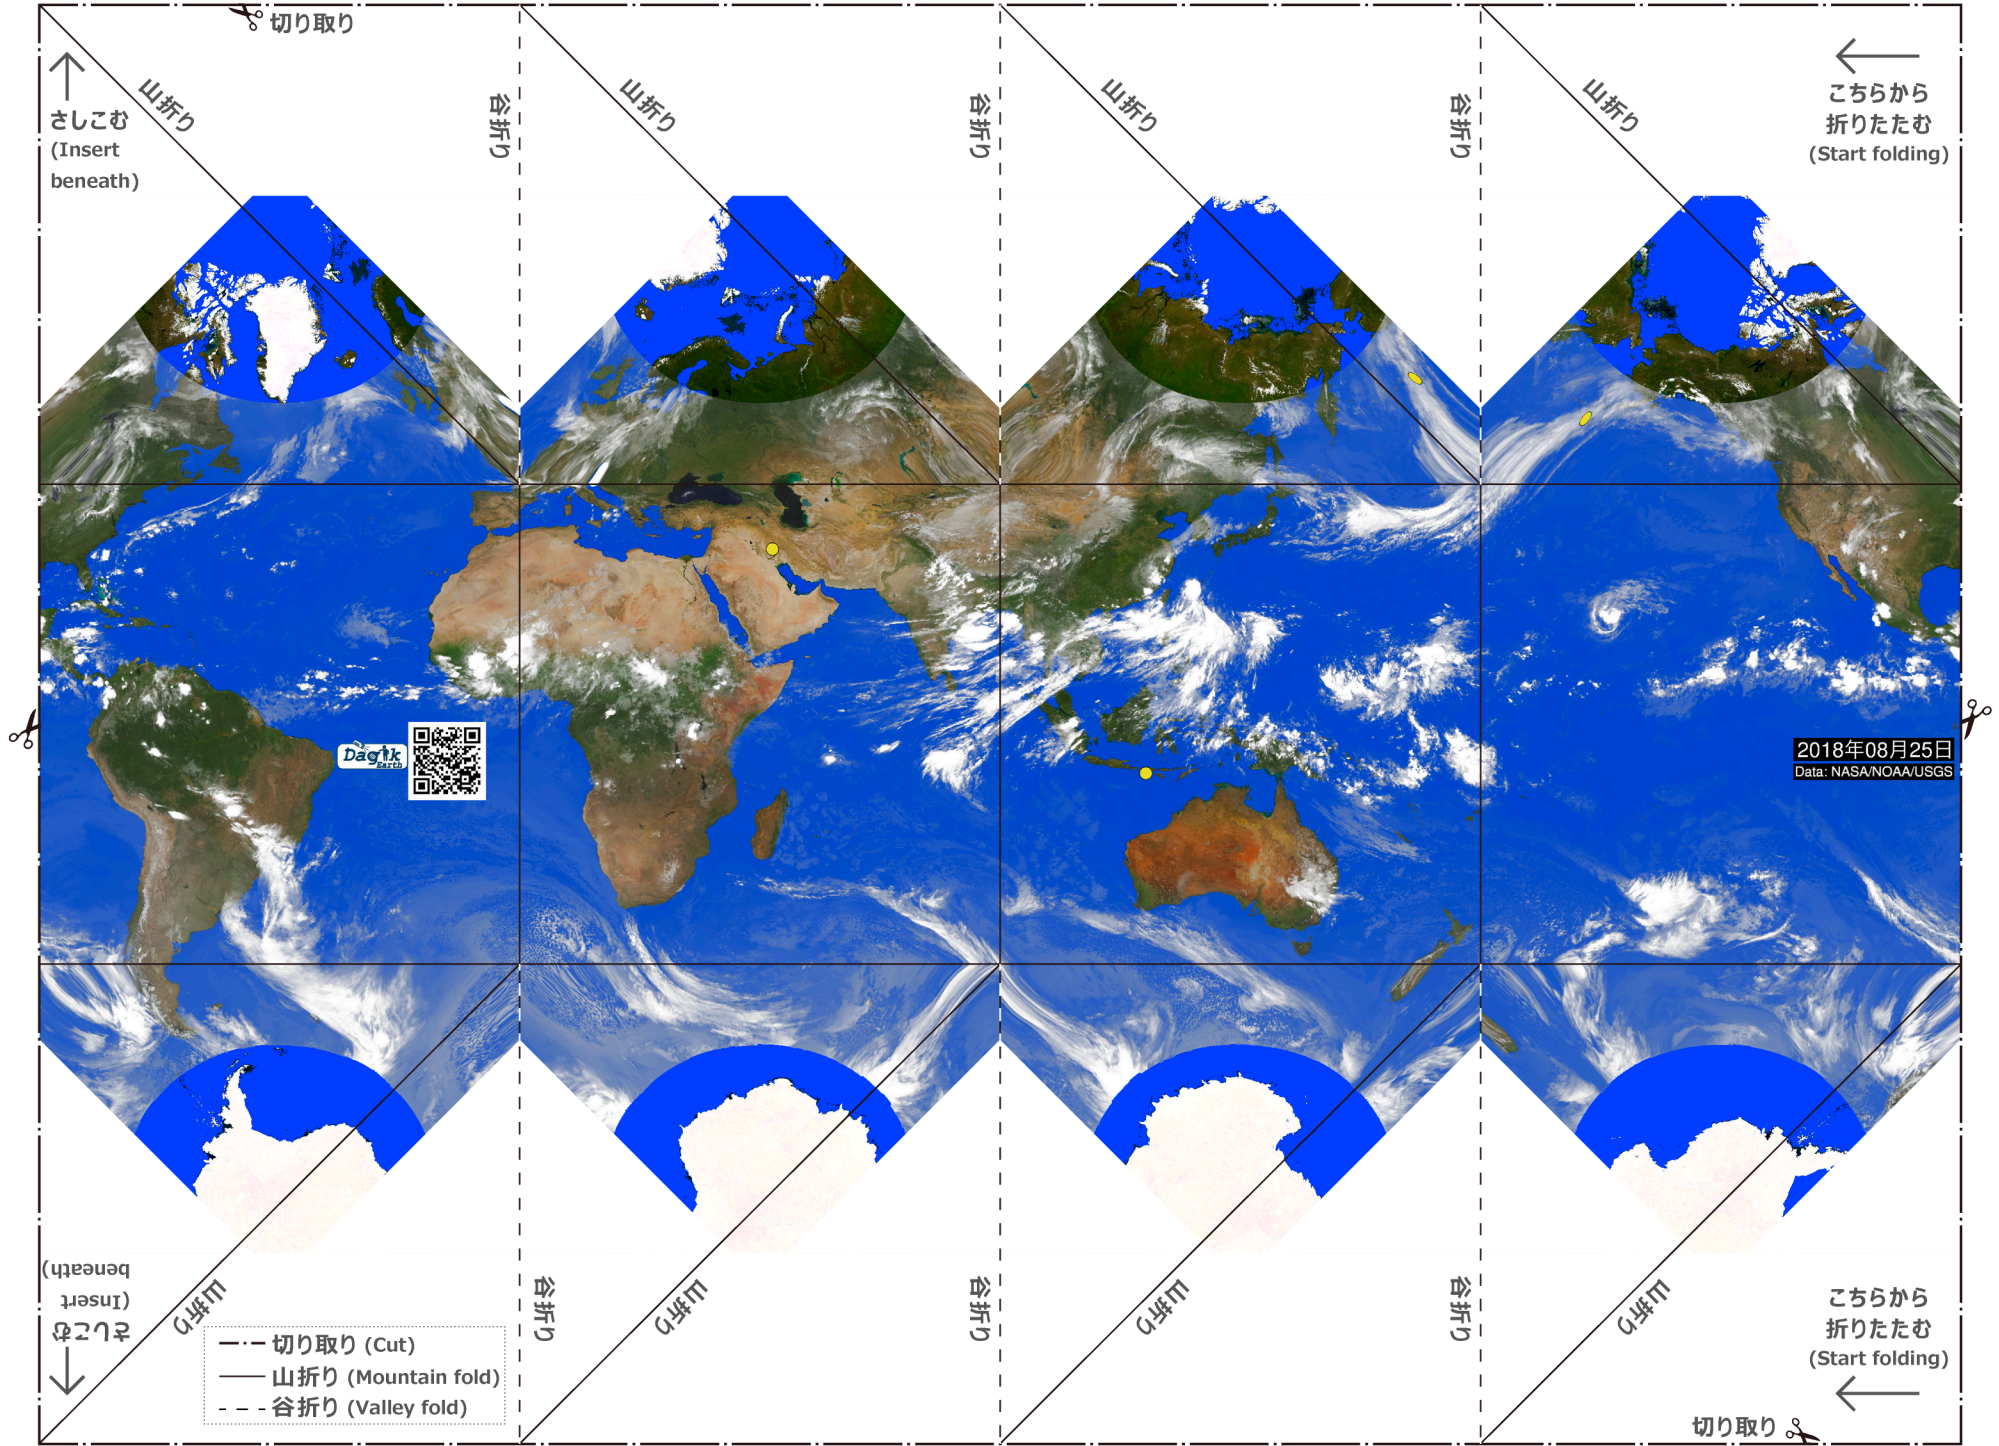 切り取り
山折り
谷折り
山折り
谷折り
山折り
谷折り
山折り
さしこむ
(Insert
beneath)
こちらから
折りたたむ
(Start folding)
Dagik
Earth
2018年08月25日
Data: NASA/NOAA/USGS
さしこむ
(Insert
beneath)
山折り
谷折り
山折り
谷折り
山折り
谷折り
山折り
こちらから
折りたたむ
(Start folding)
切り取り (Cut)
山折り (Mountain fold)
谷折り (Valley fold)
切り取り